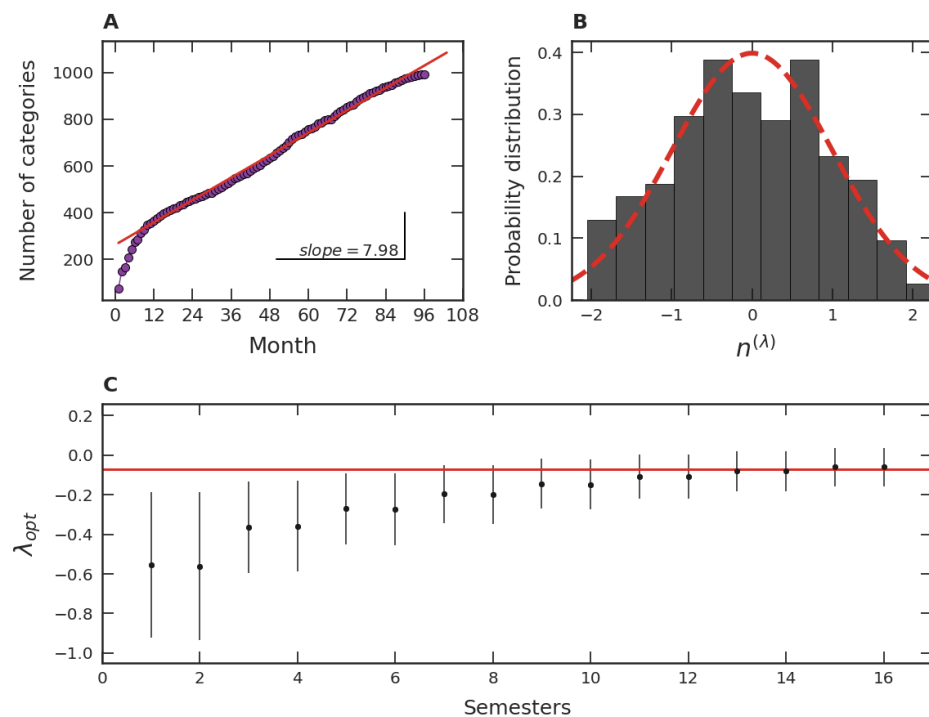 A
Number of categories
1000
800
600
400
200
slope = 7.98
0 12 24 36 48 60 72 84 96 108
Month
B
Probability distribution
0.4
0.3
0.2
0.1
0.0
−2 −1 0 1 2
n^(λ)
C
λ_opt
0.2
0.0
−0.2
−0.4
−0.6
−0.8
−1.0
0 2 4 6 8 10 12 14 16
Semesters